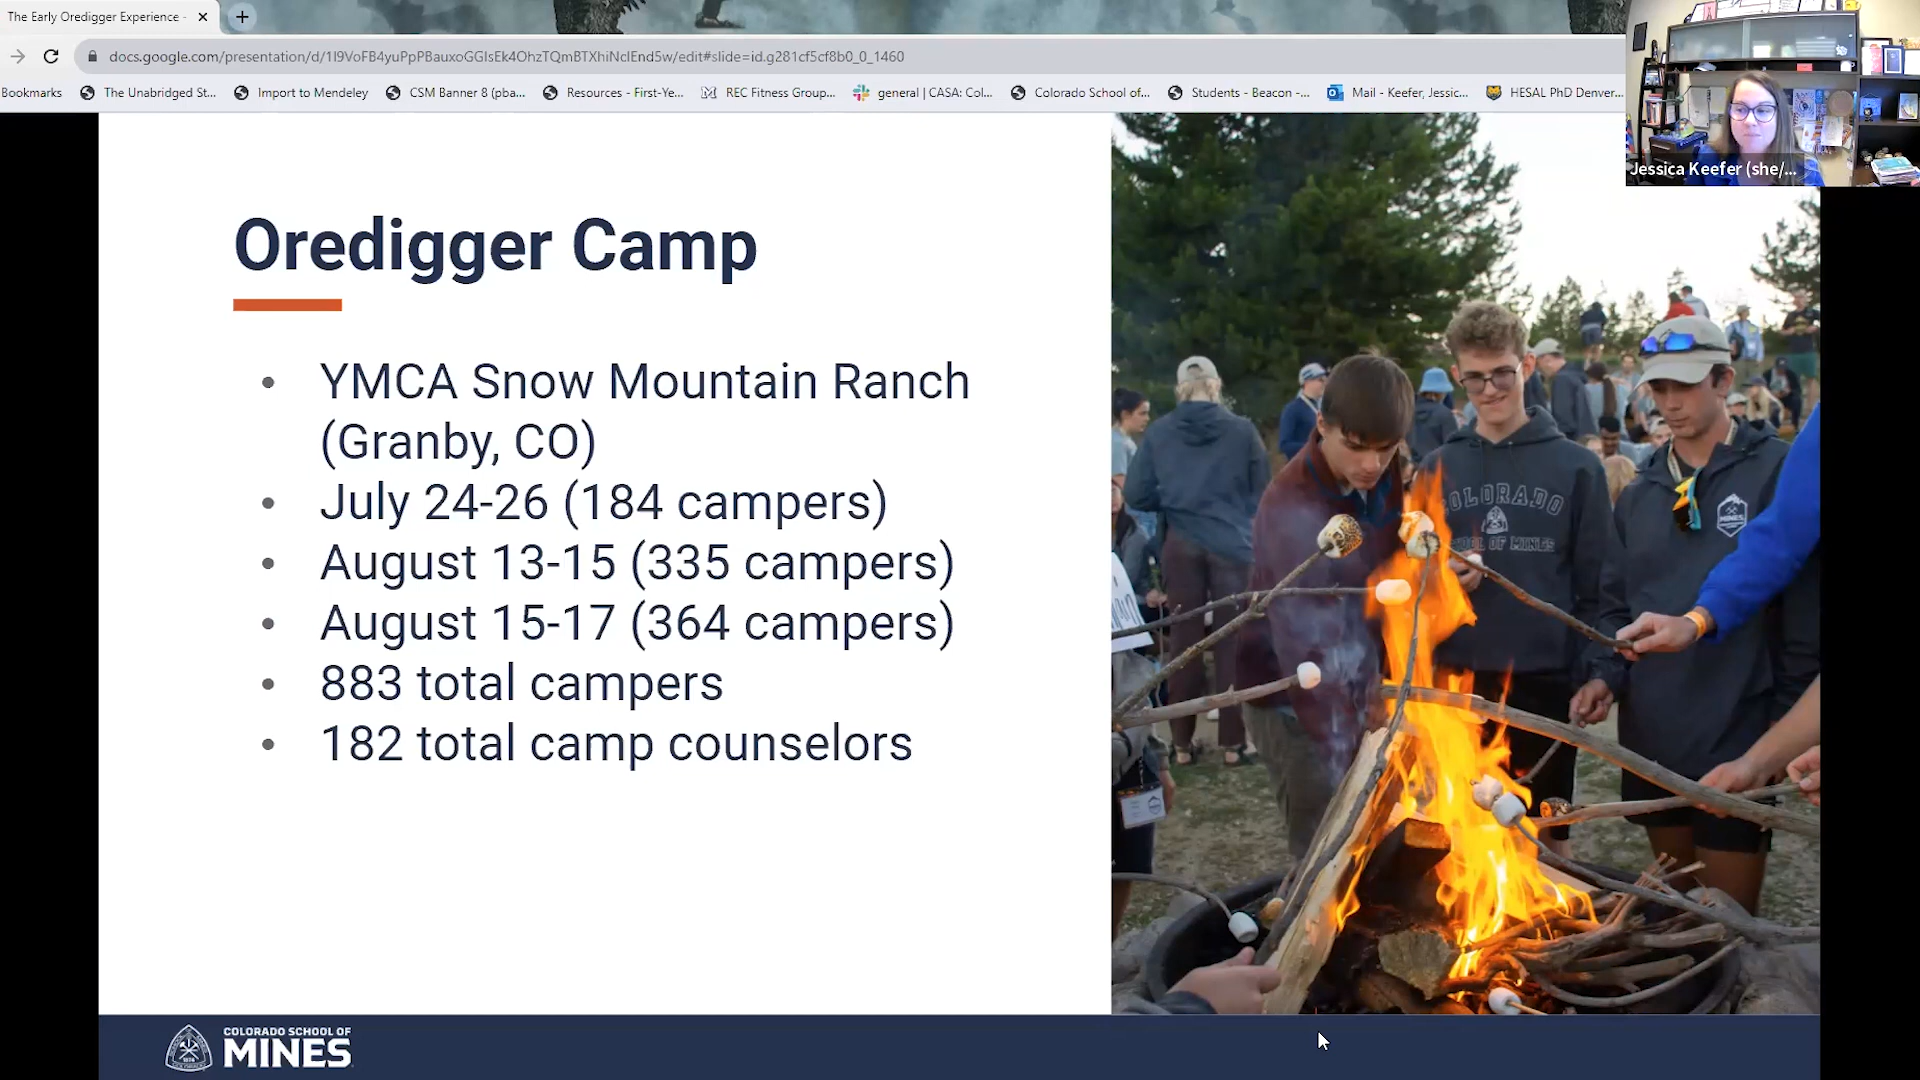 The Early Oredigger Experience -
docs.google.com/presentation/d/1I9VoFB4yuPpPBauxoGGIsEk4OhzTQmBTXhiNcIEnd5w/edit#slide=id.g281cf5cf8b0_0_1460
Bookmarks
The Unabridged St...
Import to Mendeley
CSM Banner 8 (pba...
Resources - First-Ye...
REC Fitness Group...
general | CASA: Col...
Colorado School of...
Students - Beacon -...
Mail - Keefer, Jessic...
HESAL PhD Denver...
Jessica Keefer (she/...
Oredigger Camp
• YMCA Snow Mountain Ranch
(Granby, CO)
• July 24-26 (184 campers)
• August 13-15 (335 campers)
• August 15-17 (364 campers)
• 883 total campers
• 182 total camp counselors
COLORADO
SCHOOL OF MINES
MINES
COLORADO SCHOOL OF
MINES